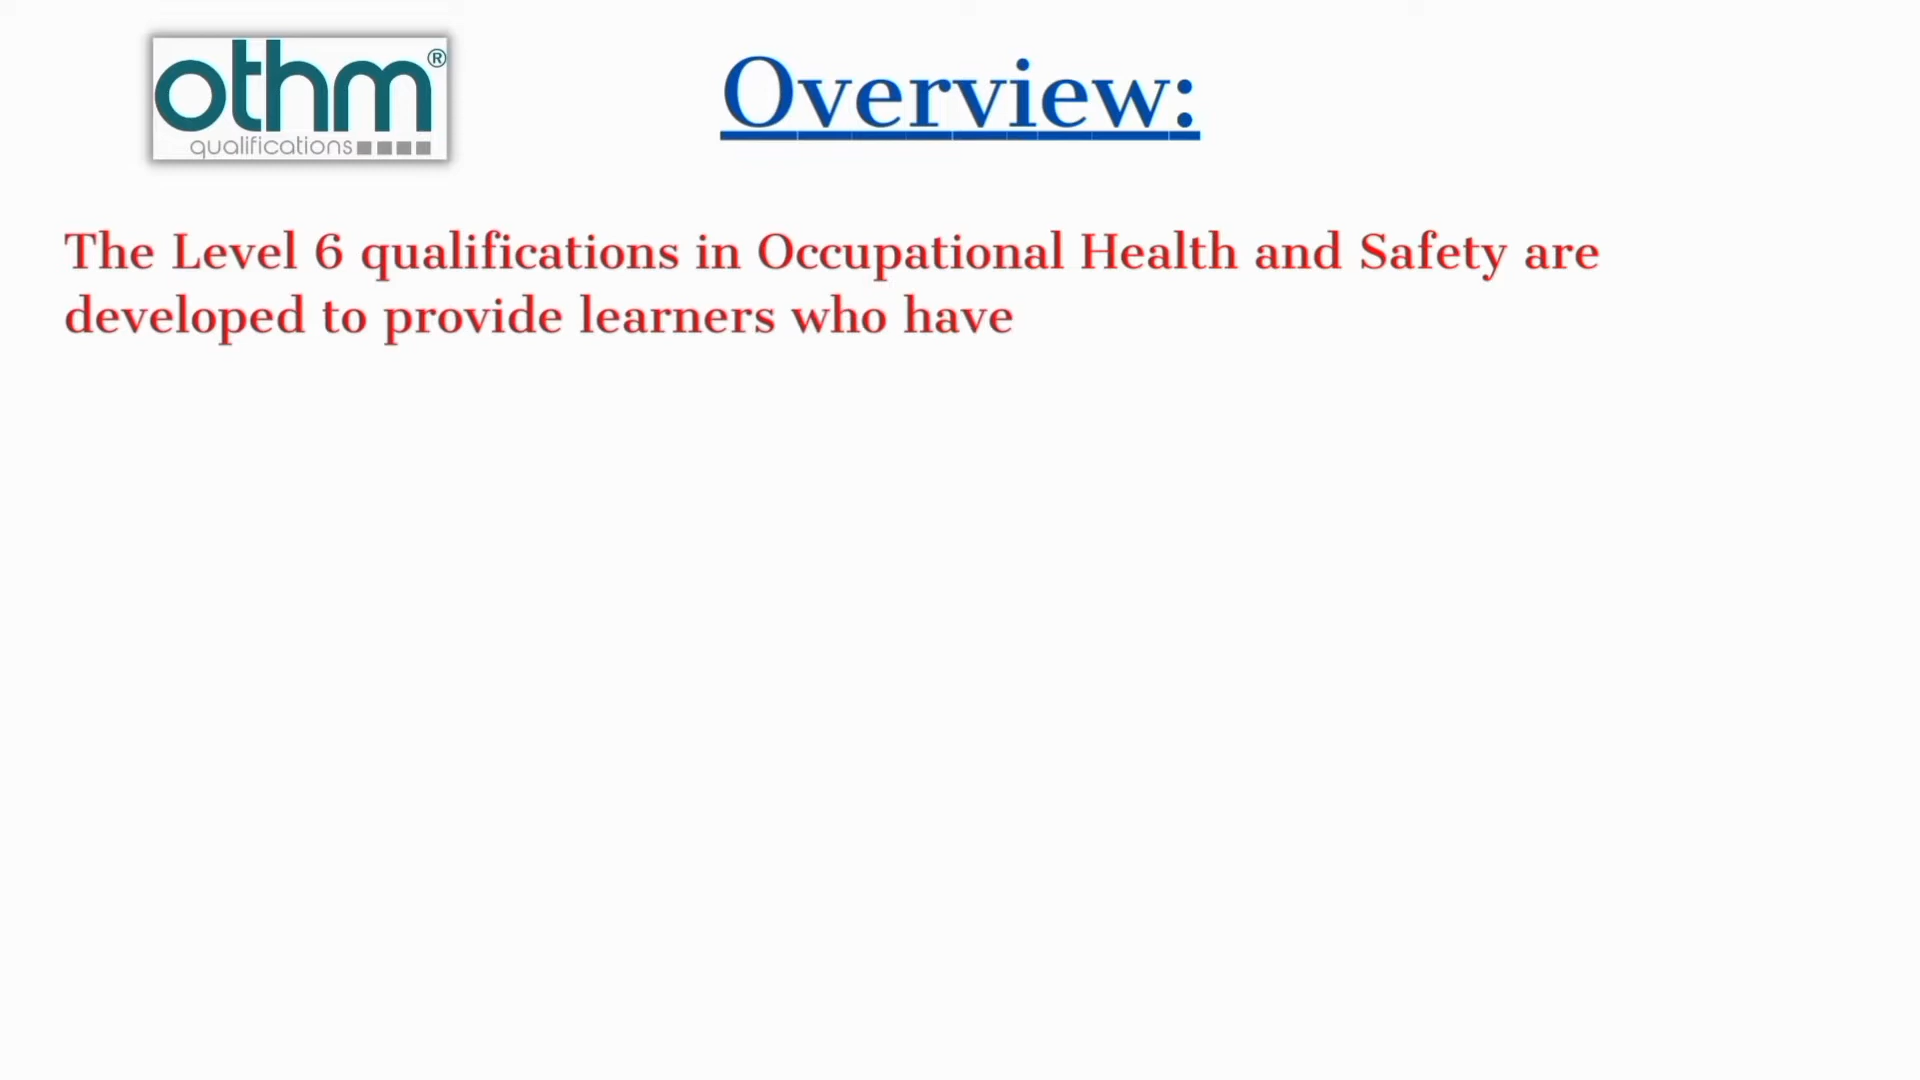 othm®
qualifications
Overview:
The Level 6 qualifications in Occupational Health and Safety are
developed to provide learners who have